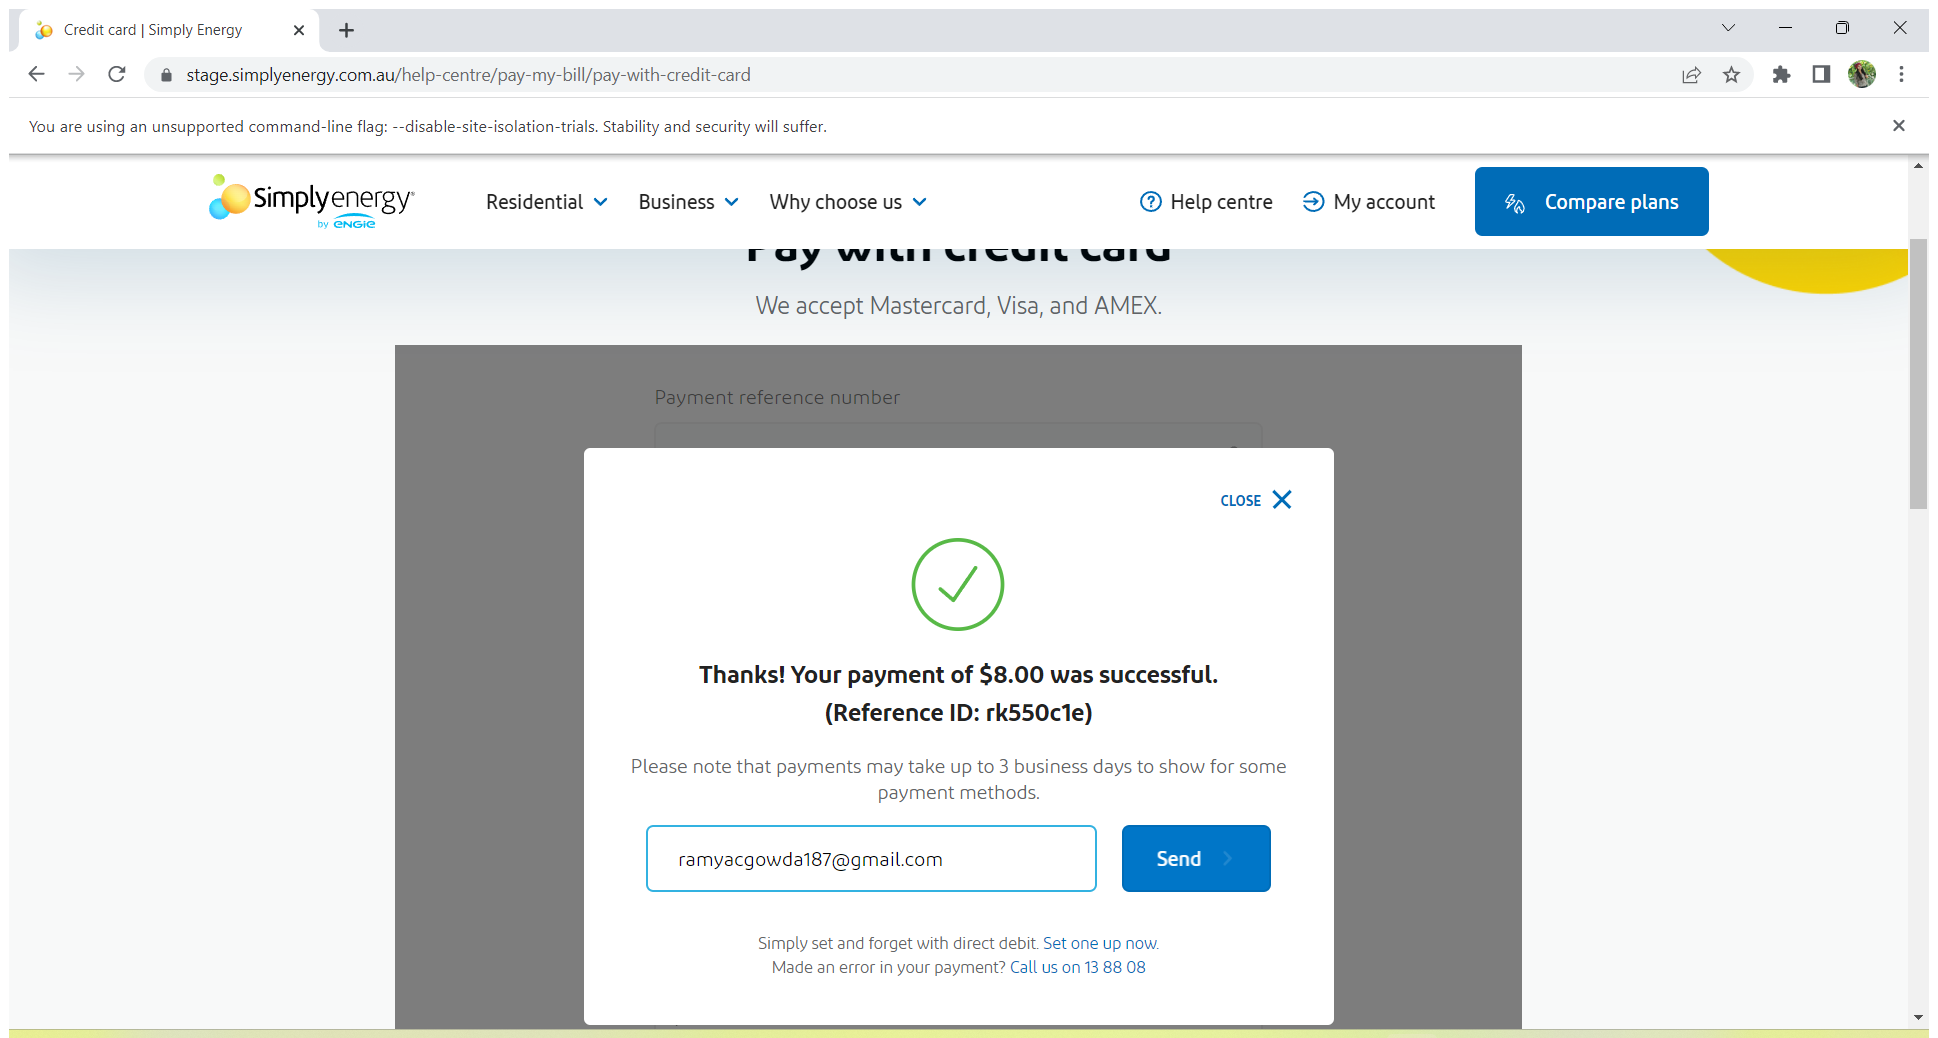 Credit card | Simply Energy
stage.simplyenergy.com.au/help-centre/pay-my-bill/pay-with-credit-card
You are using an unsupported command-line flag: --disable-site-isolation-trials. Stability and security will suffer.
Simplyenergy
by ENGIE
Residential
Business
Why choose us
Help centre
My account
Compare plans
Pay with credit card
We accept Mastercard, Visa, and AMEX.
Payment reference number
CLOSE
Thanks! Your payment of $8.00 was successful.
(Reference ID: rk550c1e)
Please note that payments may take up to 3 business days to show for some
payment methods.
ramyacgowda187@gmail.com
Send
Simply set and forget with direct debit. Set one up now.
Made an error in your payment? Call us on 13 88 08